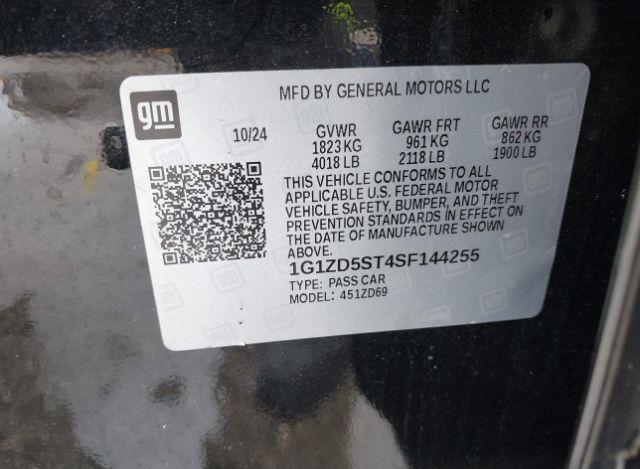 MFD BY GENERAL MOTORS LLC
gm
10/24 GVWR GAWR FRT GAWR RR
1823 KG 961 KG 862 KG
4018 LB 2118 LB 1900 LB
THIS VEHICLE CONFORMS TO ALL
APPLICABLE U.S. FEDERAL MOTOR
VEHICLE SAFETY, BUMPER, AND THEFT
PREVENTION STANDARDS IN EFFECT ON
THE DATE OF MANUFACTURE SHOWN
ABOVE.
1G1ZD5ST4SF144255
TYPE: PASS CAR
MODEL: 451ZD69